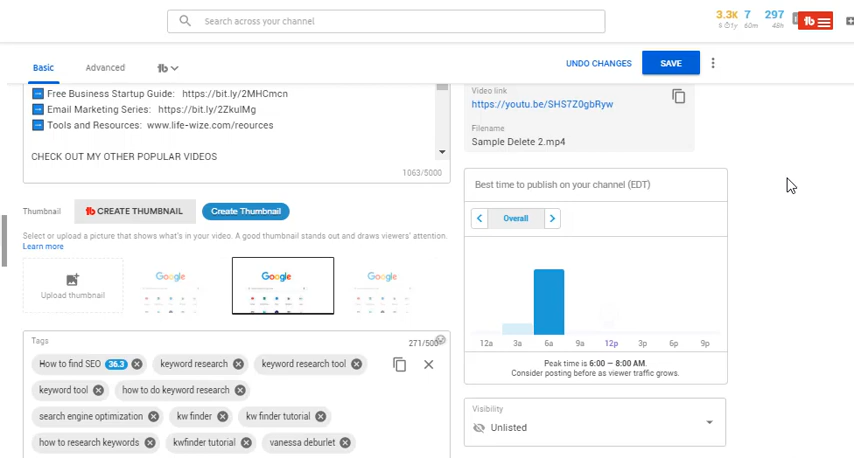 Search across your channel
3.3K 7 297
60m 48h
Basic Advanced tb UNDO CHANGES SAVE
Free Business Startup Guide: https://bit.ly/2MHCmcn
Email Marketing Series: https://bit.ly/2ZkulMg
Tools and Resources: www.life-wize.com/reources
CHECK OUT MY OTHER POPULAR VIDEOS
1063/5000
Video link
https://youtu.be/SHS7Z0gbRyw
Filename
Sample Delete 2.mp4
Best time to publish on your channel (EDT)
Overall
12a 3a 6a 9a 12p 3p 6p 9p
Peak time is 6:00 – 8:00 AM.
Consider posting before as viewer traffic grows.
Visibility
Unlisted
Thumbnail tb CREATE THUMBNAIL Create Thumbnail
Select or upload a picture that shows what's in your video. A good thumbnail stands out and draws viewers' attention.
Learn more
Upload thumbnail
Google Google Google
Tags
271/500
How to find SEO 36.3 keyword research keyword research tool
keyword tool how to do keyword research
search engine optimization kw finder kw finder tutorial
how to research keywords kwfinder tutorial vanessa deburlet